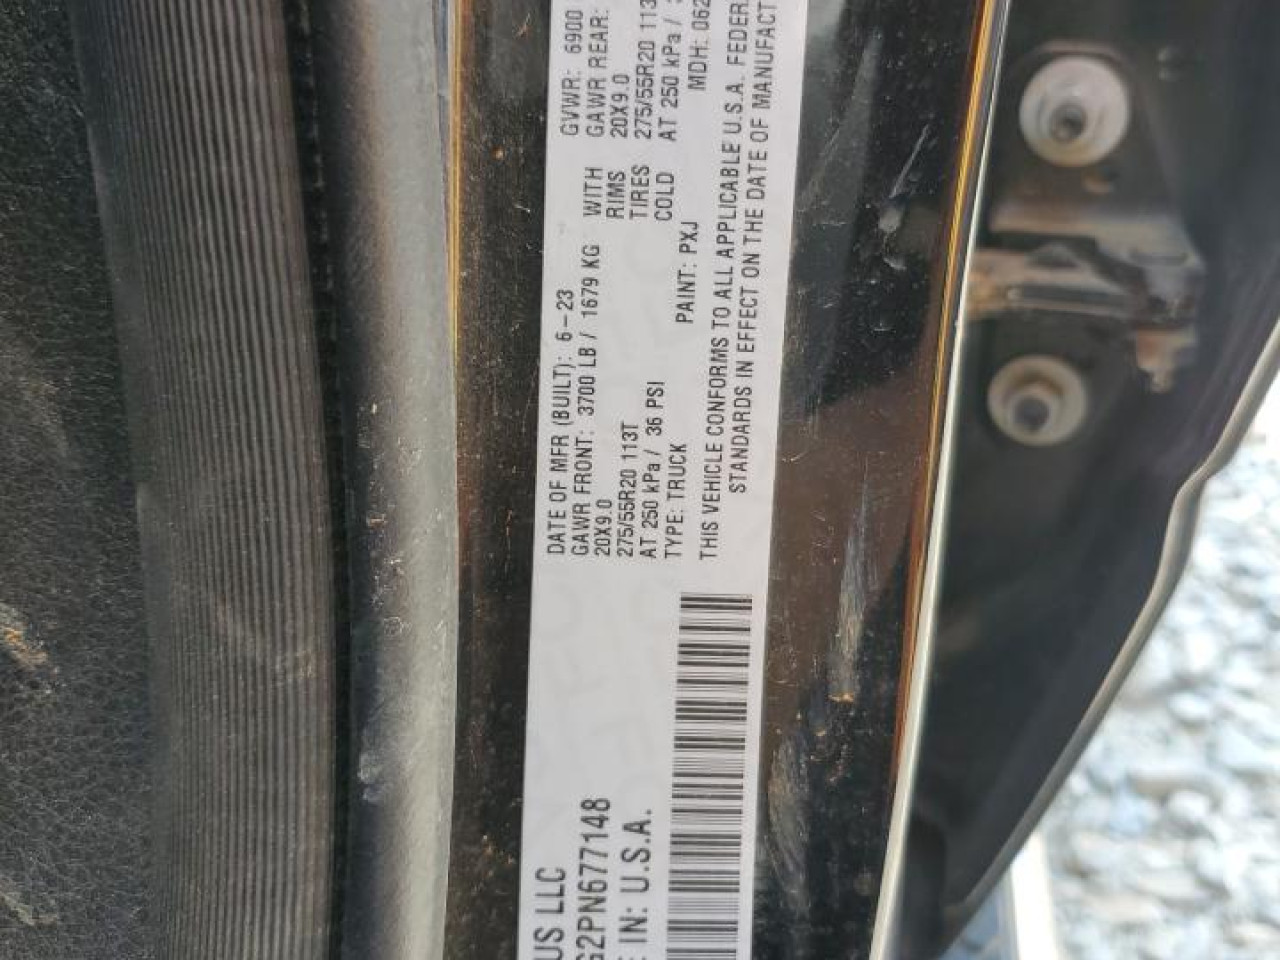 US LLC
G2PN677148
IN: U.S.A.
DATE OF MFR (BUILT): 6-23 GVWR: 6900
GAWR FRONT: 3700 LB / 1679 KG WITH GAWR REAR:
20X9.0 RIMS 20X9.0
275/55R20 113T TIRES 275/55R20 113
AT 250 kPa / 36 PSI COLD AT 250 kPa /
TYPE: TRUCK PAINT: PXJ MDH: 062
THIS VEHICLE CONFORMS TO ALL APPLICABLE U.S.A. FEDER
STANDARDS IN EFFECT ON THE DATE OF MANUFACT